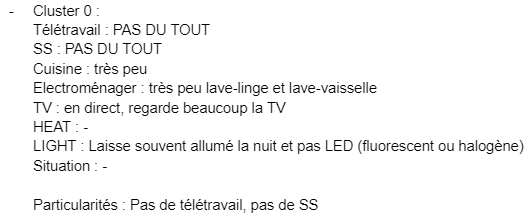 - Cluster 0 :
Télétravail : PAS DU TOUT
SS : PAS DU TOUT
Cuisine : très peu
Electroménager : très peu lave-linge et lave-vaisselle
TV : en direct, regarde beaucoup la TV
HEAT : -
LIGHT : Laisse souvent allumé la nuit et pas LED (fluorescent ou halogène)
Situation : -
Particularités : Pas de télétravail, pas de SS